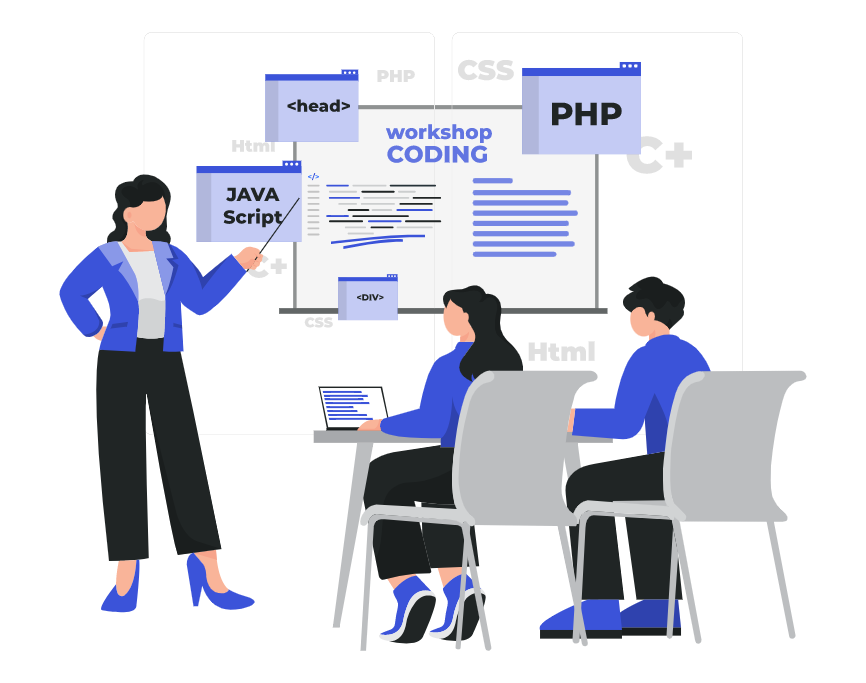 PHP
CSS
<head>
PHP
workshop
CODING
Html
C+
JAVA
Script
</>
C+
<DIV>
CSS
Html